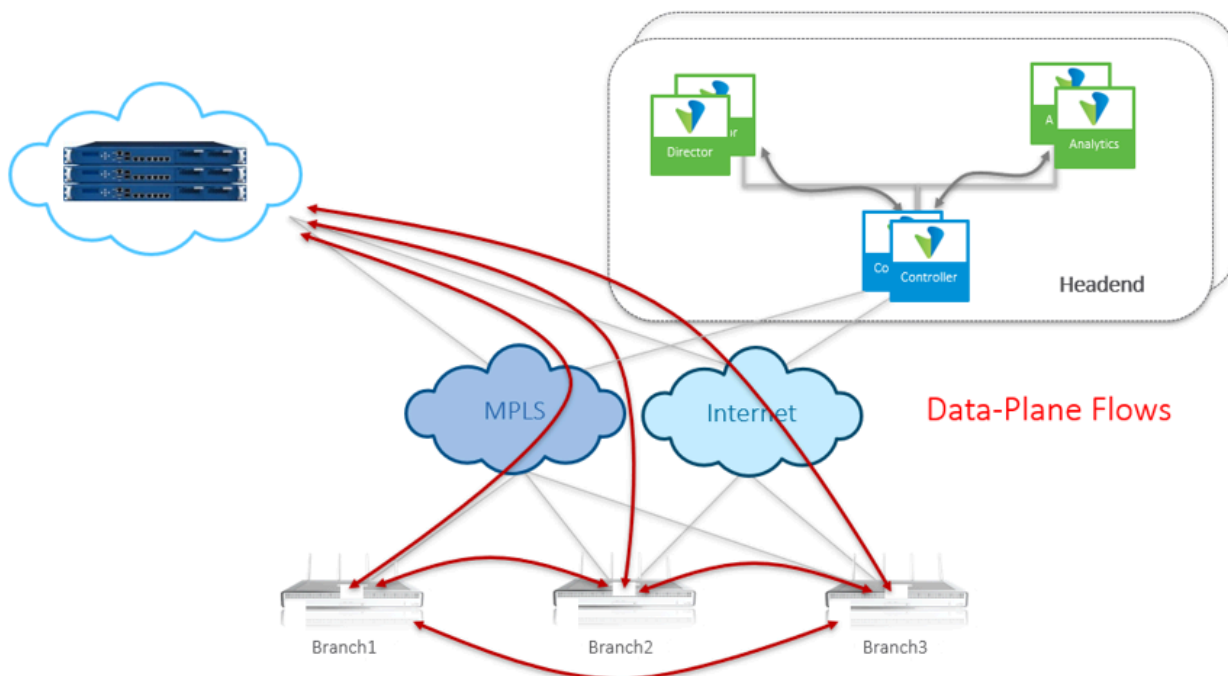 Director
Analytics
Controller
Headend
MPLS
Internet
Data-Plane Flows
Branch1
Branch2
Branch3